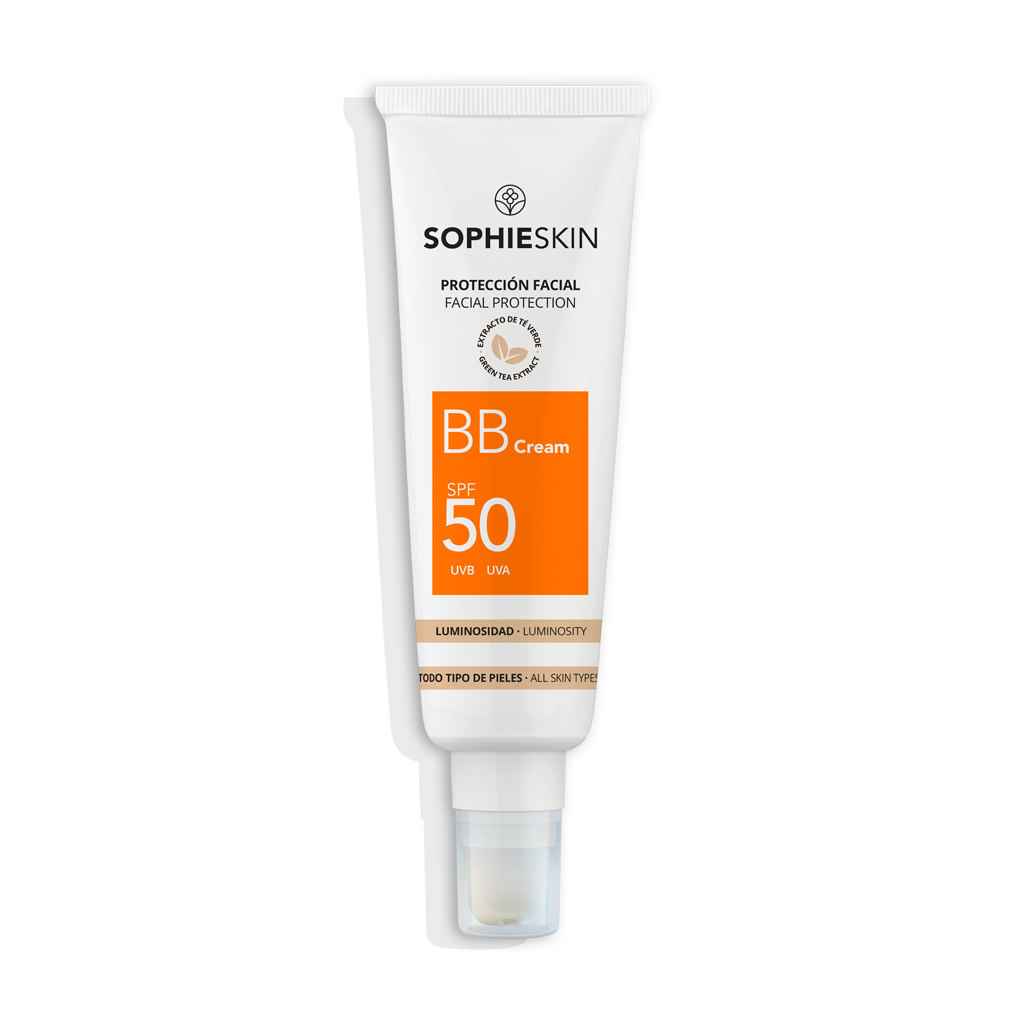 SOPHIESKIN
PROTECCIÓN FACIAL
FACIAL PROTECTION
EXTRACTO DE TÉ VERDE
GREEN TEA EXTRACT
BB Cream
SPF
50
UVB UVA
LUMINOSIDAD · LUMINOSITY
TODO TIPO DE PIELES · ALL SKIN TYPES